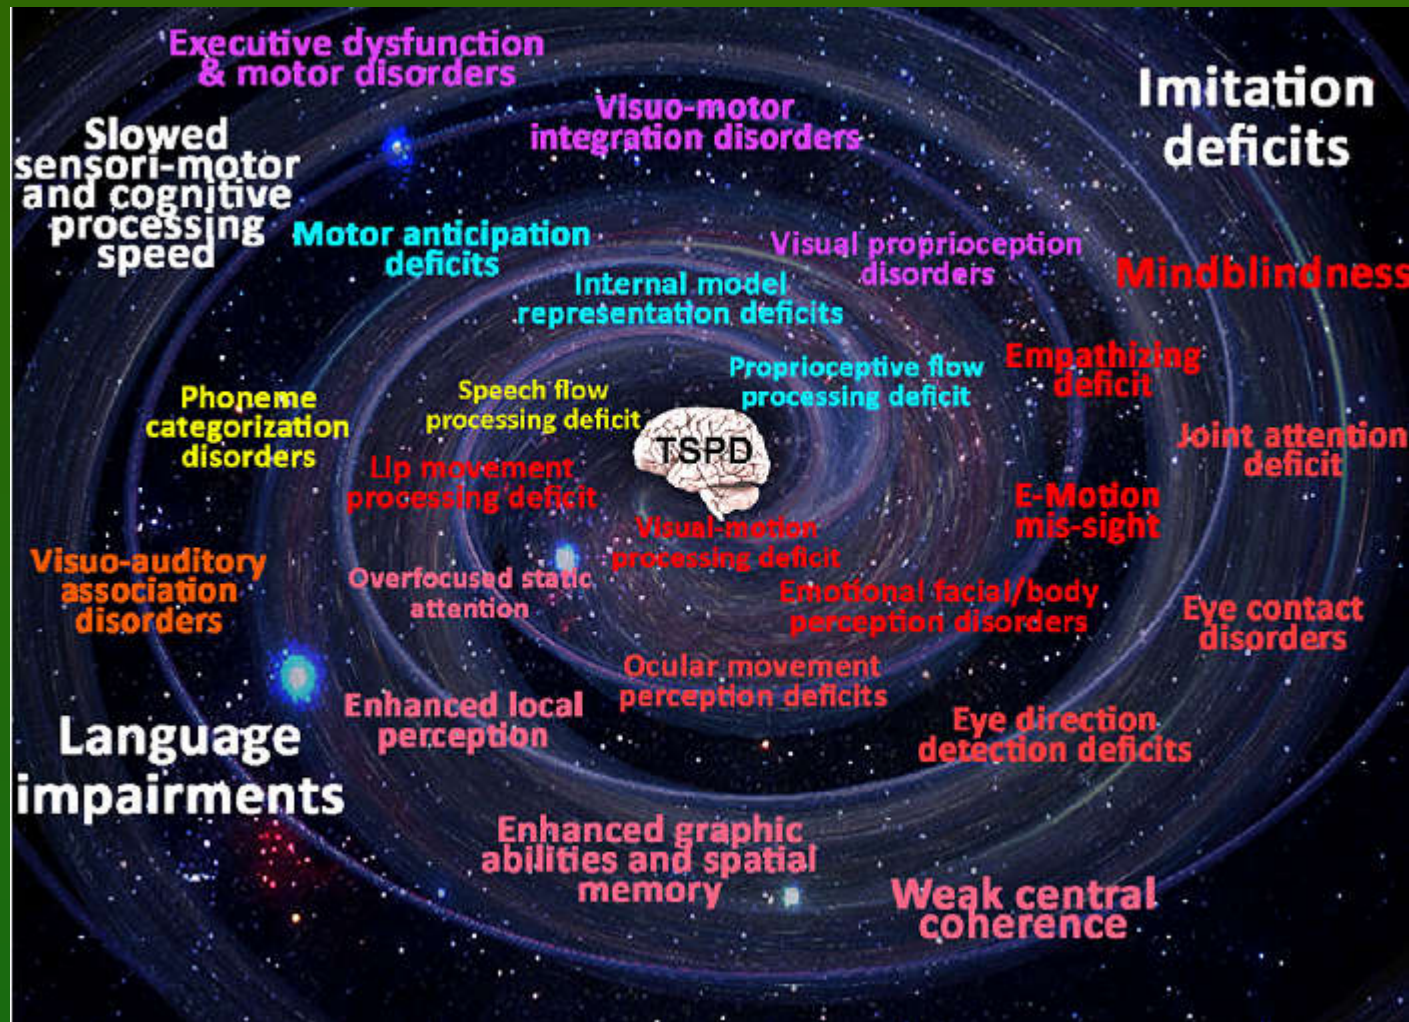 Executive dysfunction
& motor disorders
Visuo-motor
integration disorders
Imitation
deficits
Slowed
sensori-motor
and cognitive
processing
speed
Motor anticipation
deficits
Visual proprioception
disorders
Mindblindness
Internal model
representation deficits
Proprioceptive flow
processing deficit
Empathizing
deficit
Speech flow
processing deficit
Phoneme
categorization
disorders
TSPD
Joint attention
deficit
Lip movement
processing deficit
E-Motion
mis-sight
Visual-motion
processing deficit
Visuo-auditory
association
disorders
Overfocused static
attention
Emotional facial/body
perception disorders
Eye contact
disorders
Ocular movement
perception deficits
Enhanced local
perception
Eye direction
detection deficits
Language
impairments
Enhanced graphic
abilities and spatial
memory
Weak central
coherence